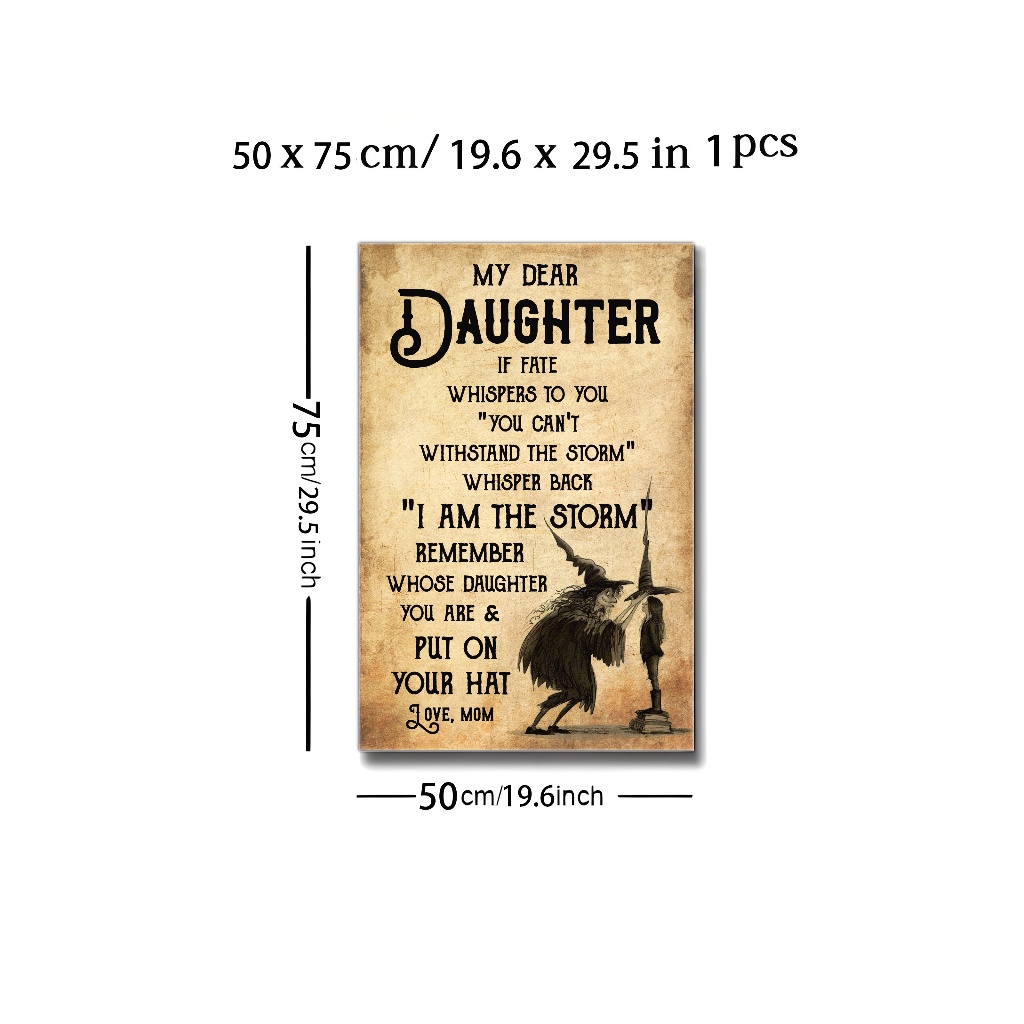 50 x 75 cm/ 19.6 x 29.5 in 1 pcs
MY DEAR
DAUGHTER
IF FATE
WHISPERS TO YOU
"YOU CAN'T
WITHSTAND THE STORM"
WHISPER BACK
"I AM THE STORM"
REMEMBER
WHOSE DAUGHTER
YOU ARE &
PUT ON
YOUR HAT
LOVE, MOM
75cm/29.5inch
50cm/19.6inch